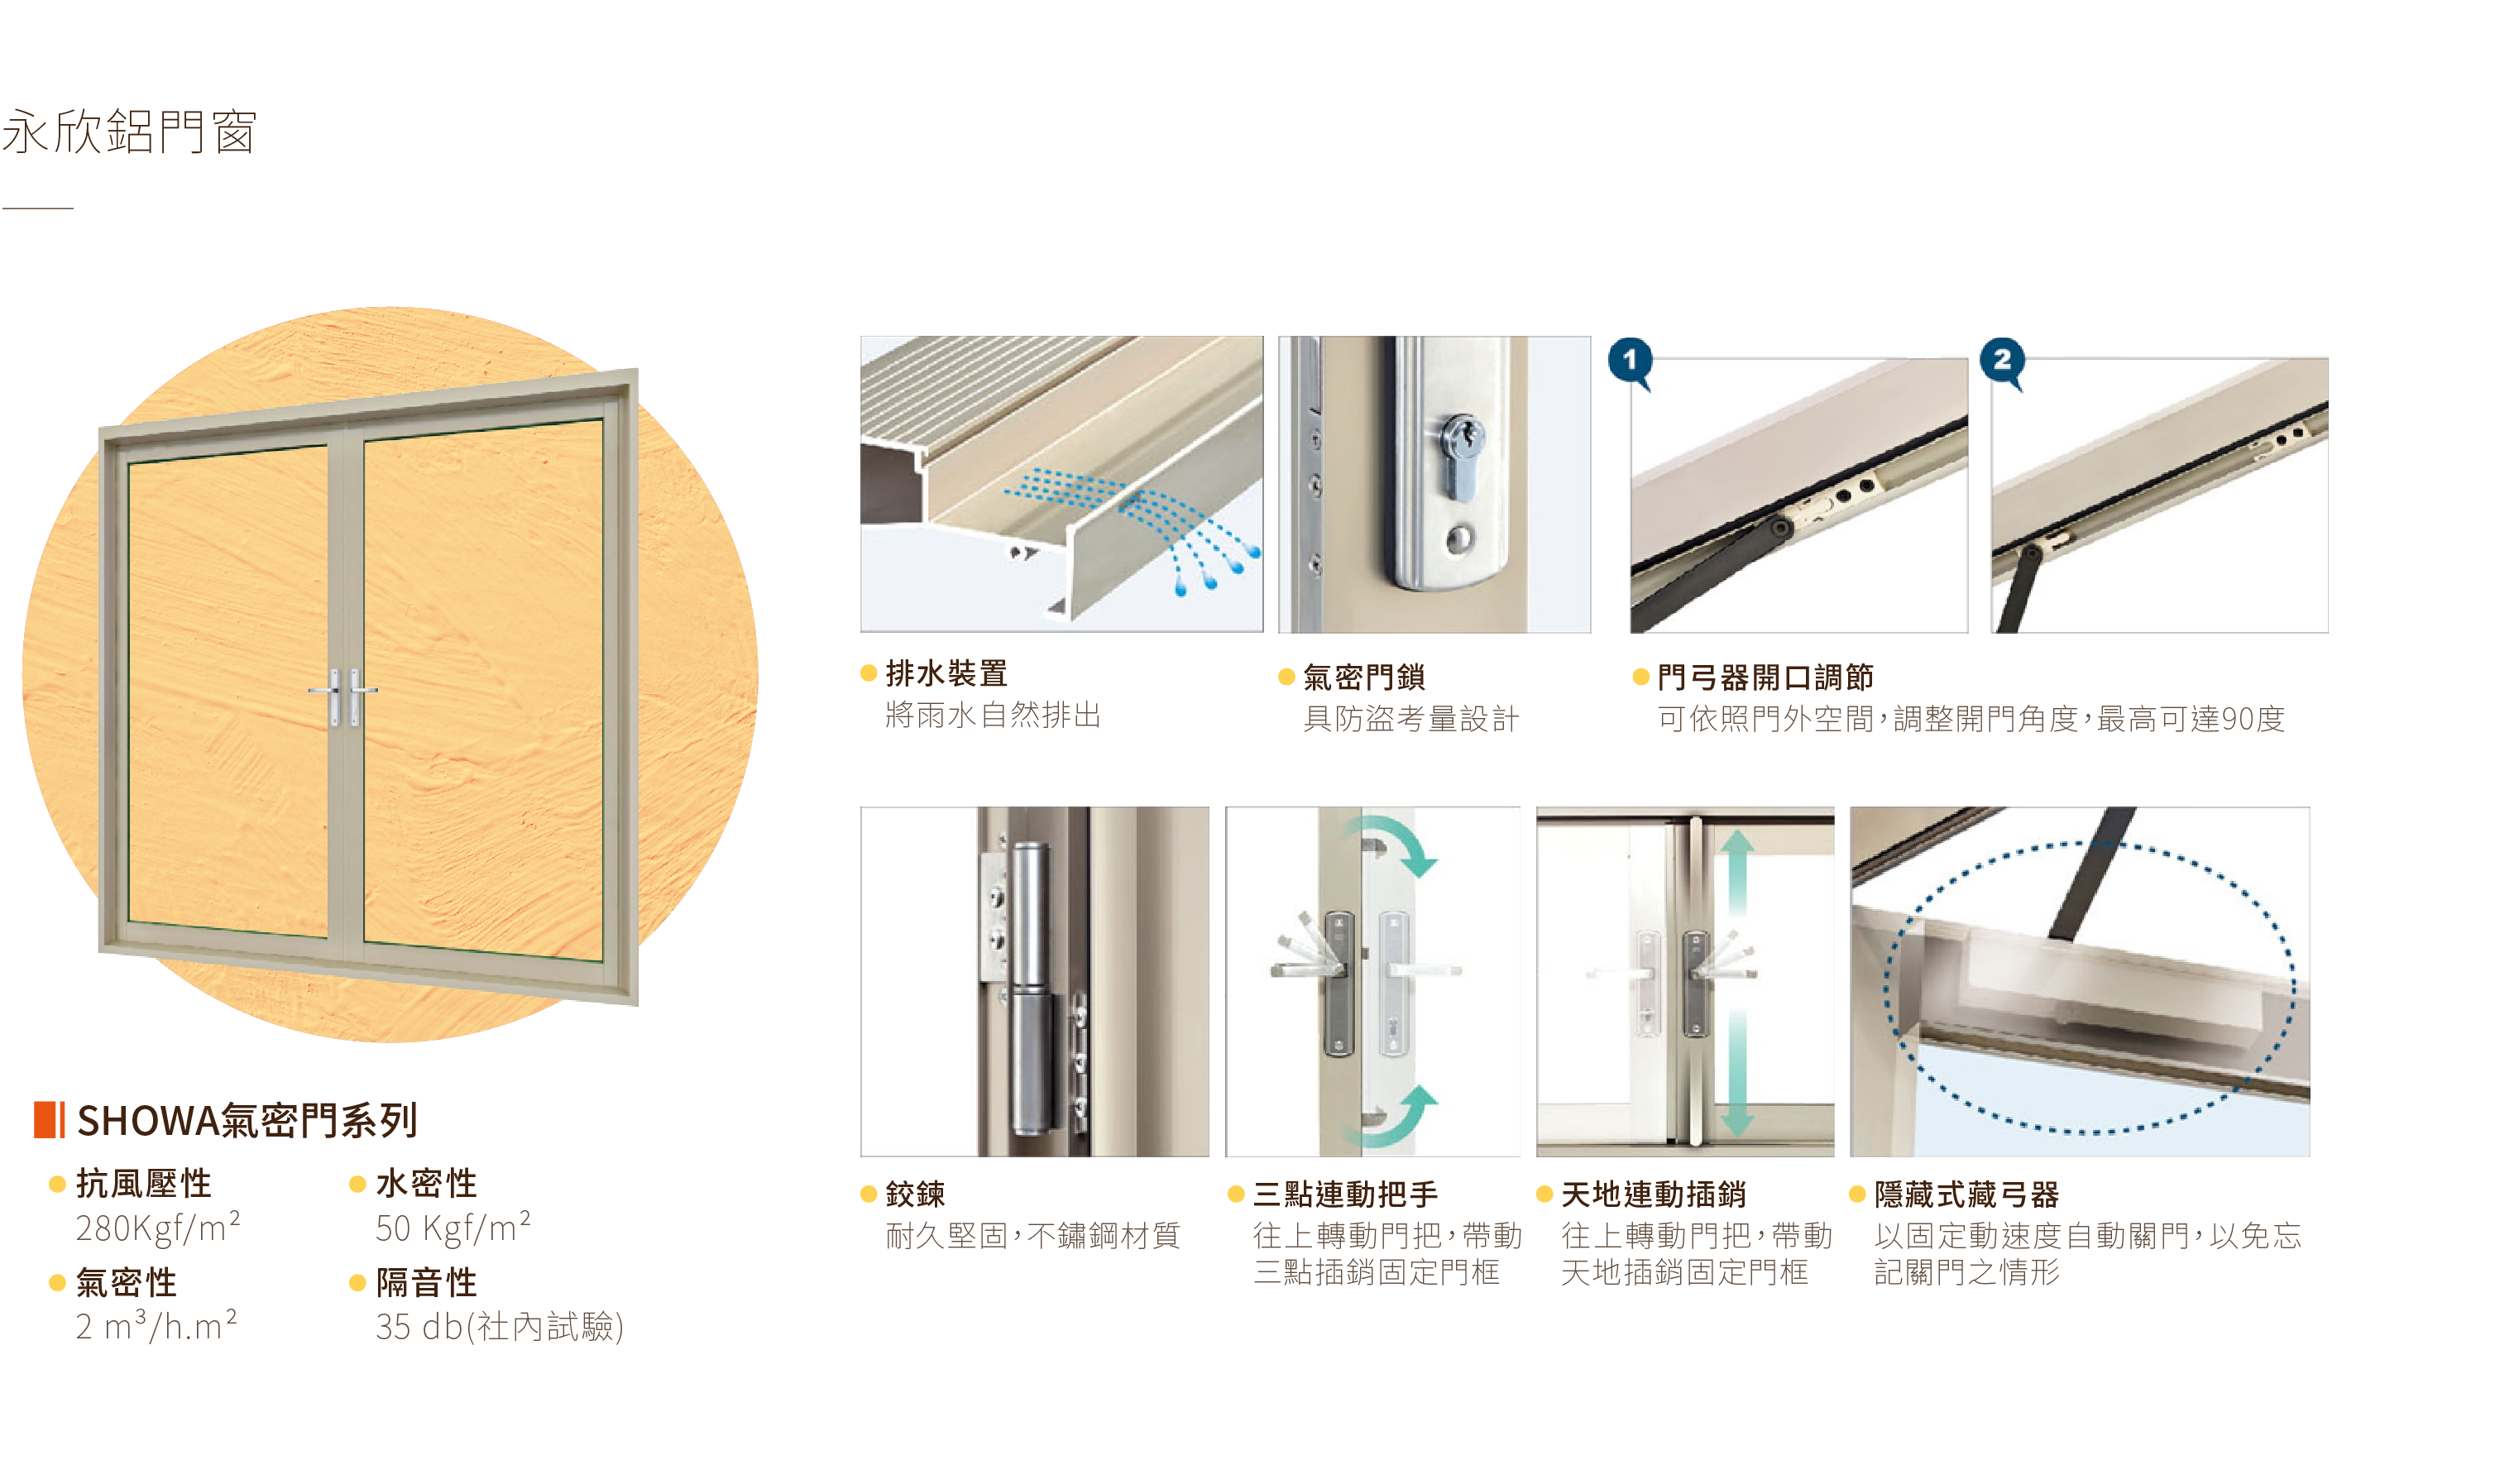 永欣鋁門窗
1
2
排水裝置
將雨水自然排出
氣密門鎖
具防盜考量設計
門弓器開口調節
可依照門外空間,調整開門角度,最高可達90度
鉸鍊
耐久堅固,不鏽鋼材質
三點連動把手
往上轉動門把,帶動
三點插銷固定門框
天地連動插銷
往上轉動門把,帶動
天地插銷固定門框
隱藏式藏弓器
以固定動速度自動關門,以免忘
記關門之情形
SHOWA氣密門系列
抗風壓性
280Kgf/m²
水密性
50 Kgf/m²
氣密性
2 m³/h.m²
隔音性
35 db(社內試驗)